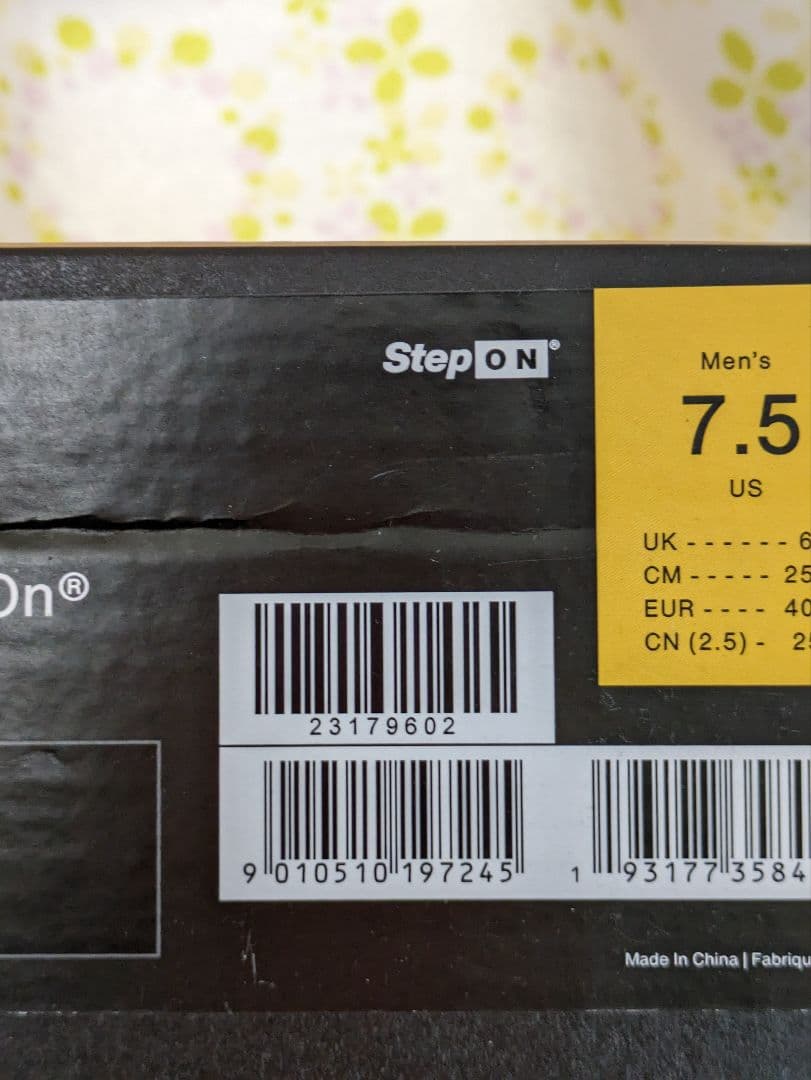 StepON®
Men's
7.5
US
UK - - - - - - 6
CM - - - - - 25
EUR - - - - 40
CN (2.5) - 25
On®
23179602
9 010510 197245
1 93177 3584
Made In China | Fabriqu